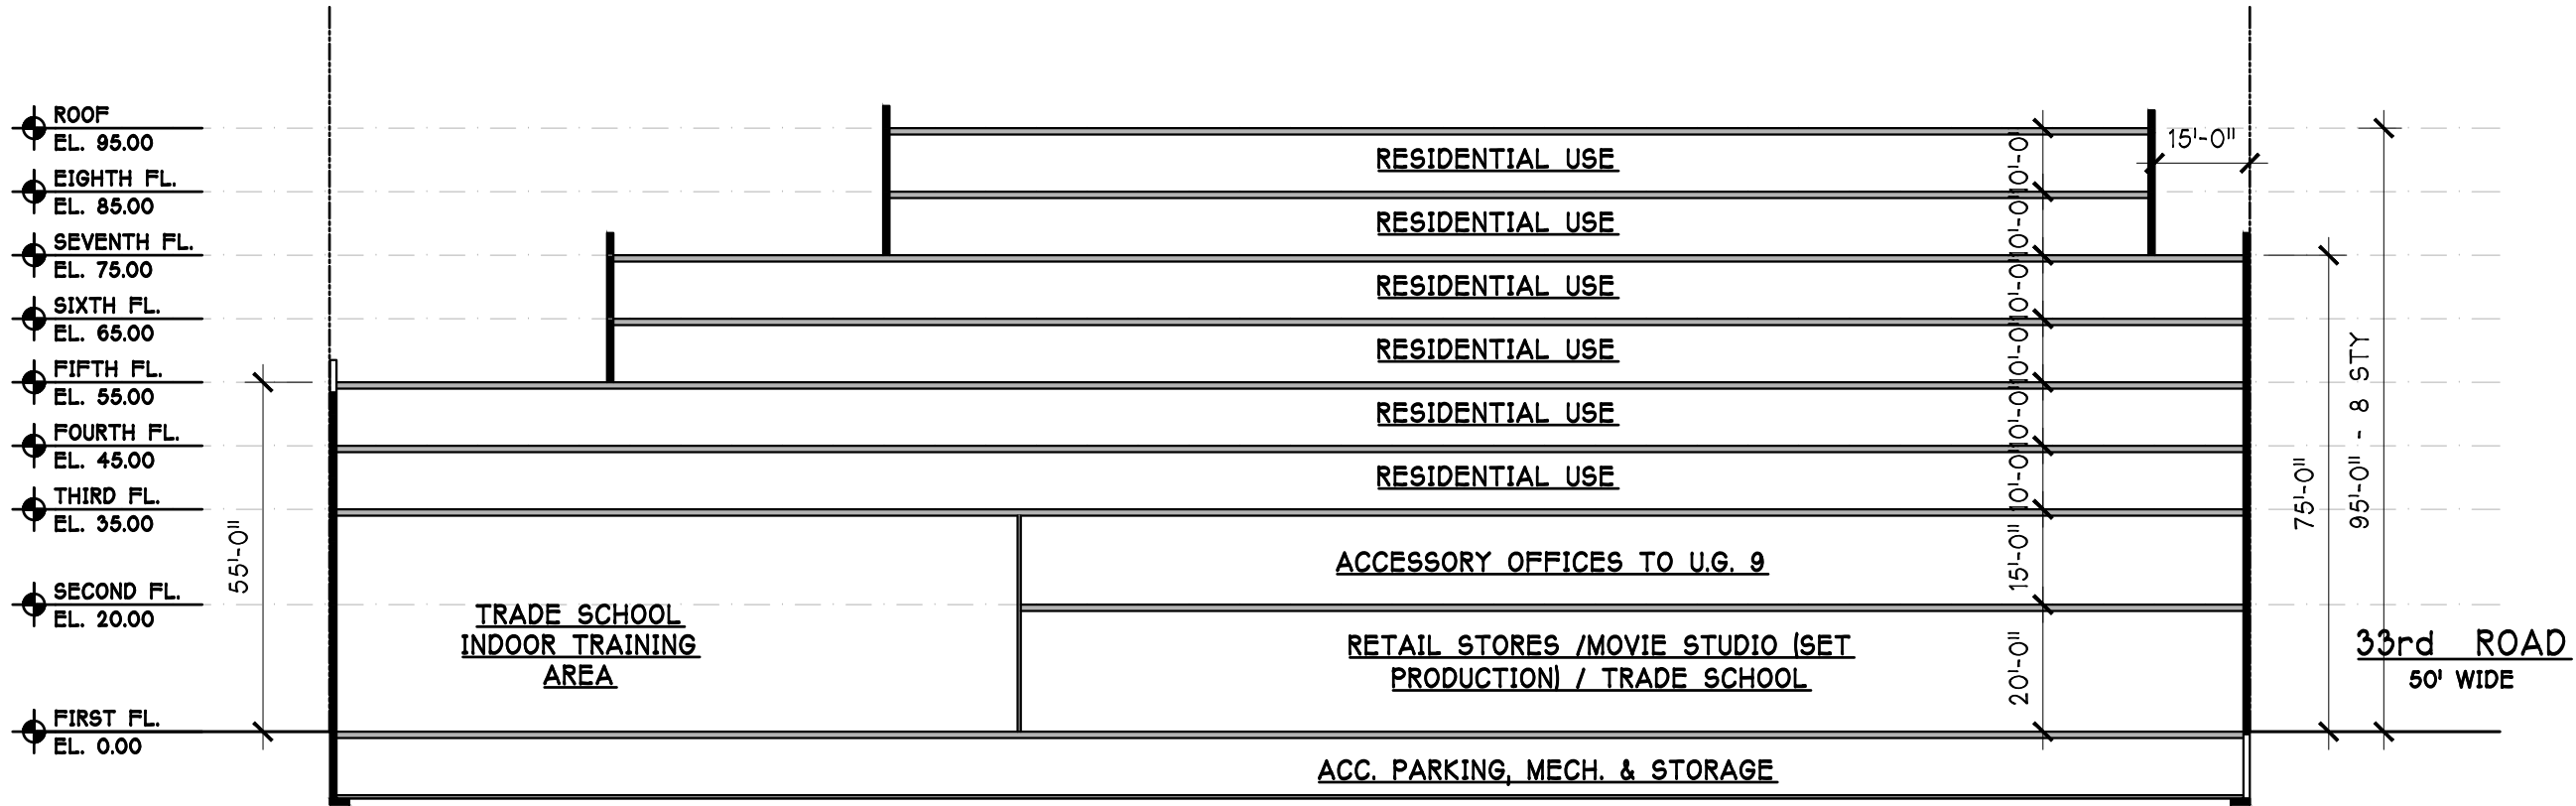 ROOF
EL. 95.00
EIGHTH FL.
EL. 85.00
SEVENTH FL.
EL. 75.00
SIXTH FL.
EL. 65.00
FIFTH FL.
EL. 55.00
FOURTH FL.
EL. 45.00
THIRD FL.
EL. 35.00
SECOND FL.
EL. 20.00
FIRST FL.
EL. 0.00
55'-0"
RESIDENTIAL USE
RESIDENTIAL USE
RESIDENTIAL USE
RESIDENTIAL USE
RESIDENTIAL USE
RESIDENTIAL USE
ACCESSORY OFFICES TO U.G. 9
TRADE SCHOOL
INDOOR TRAINING
AREA
RETAIL STORES /MOVIE STUDIO (SET
PRODUCTION) / TRADE SCHOOL
ACC. PARKING, MECH. & STORAGE
10'-0"
10'-0"
10'-0"
10'-0"
10'-0"
10'-0"
15'-0"
20'-0"
15'-0"
75'-0"
95'-0" - 8 STY
33rd ROAD
50' WIDE